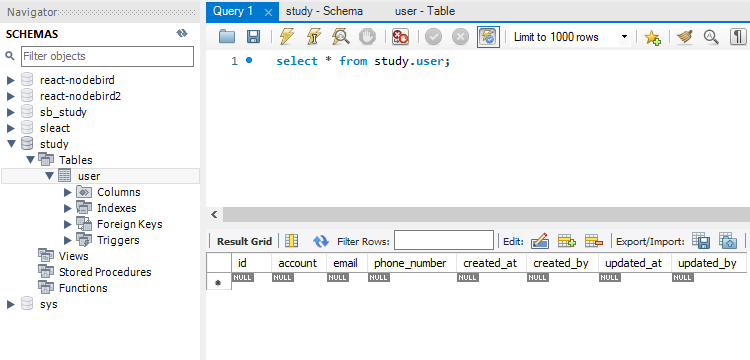 Navigator
SCHEMAS
Filter objects
react-nodebird
react-nodebird2
sb_study
sleact
study
Tables
user
Columns
Indexes
Foreign Keys
Triggers
Views
Stored Procedures
Functions
sys
Query 1 study - Schema user - Table
Limit to 1000 rows
1 select * from study.user;
Result Grid Filter Rows: Edit: Export/Import:
id account email phone_number created_at created_by updated_at updated_by
NULL NULL NULL NULL NULL NULL NULL NULL